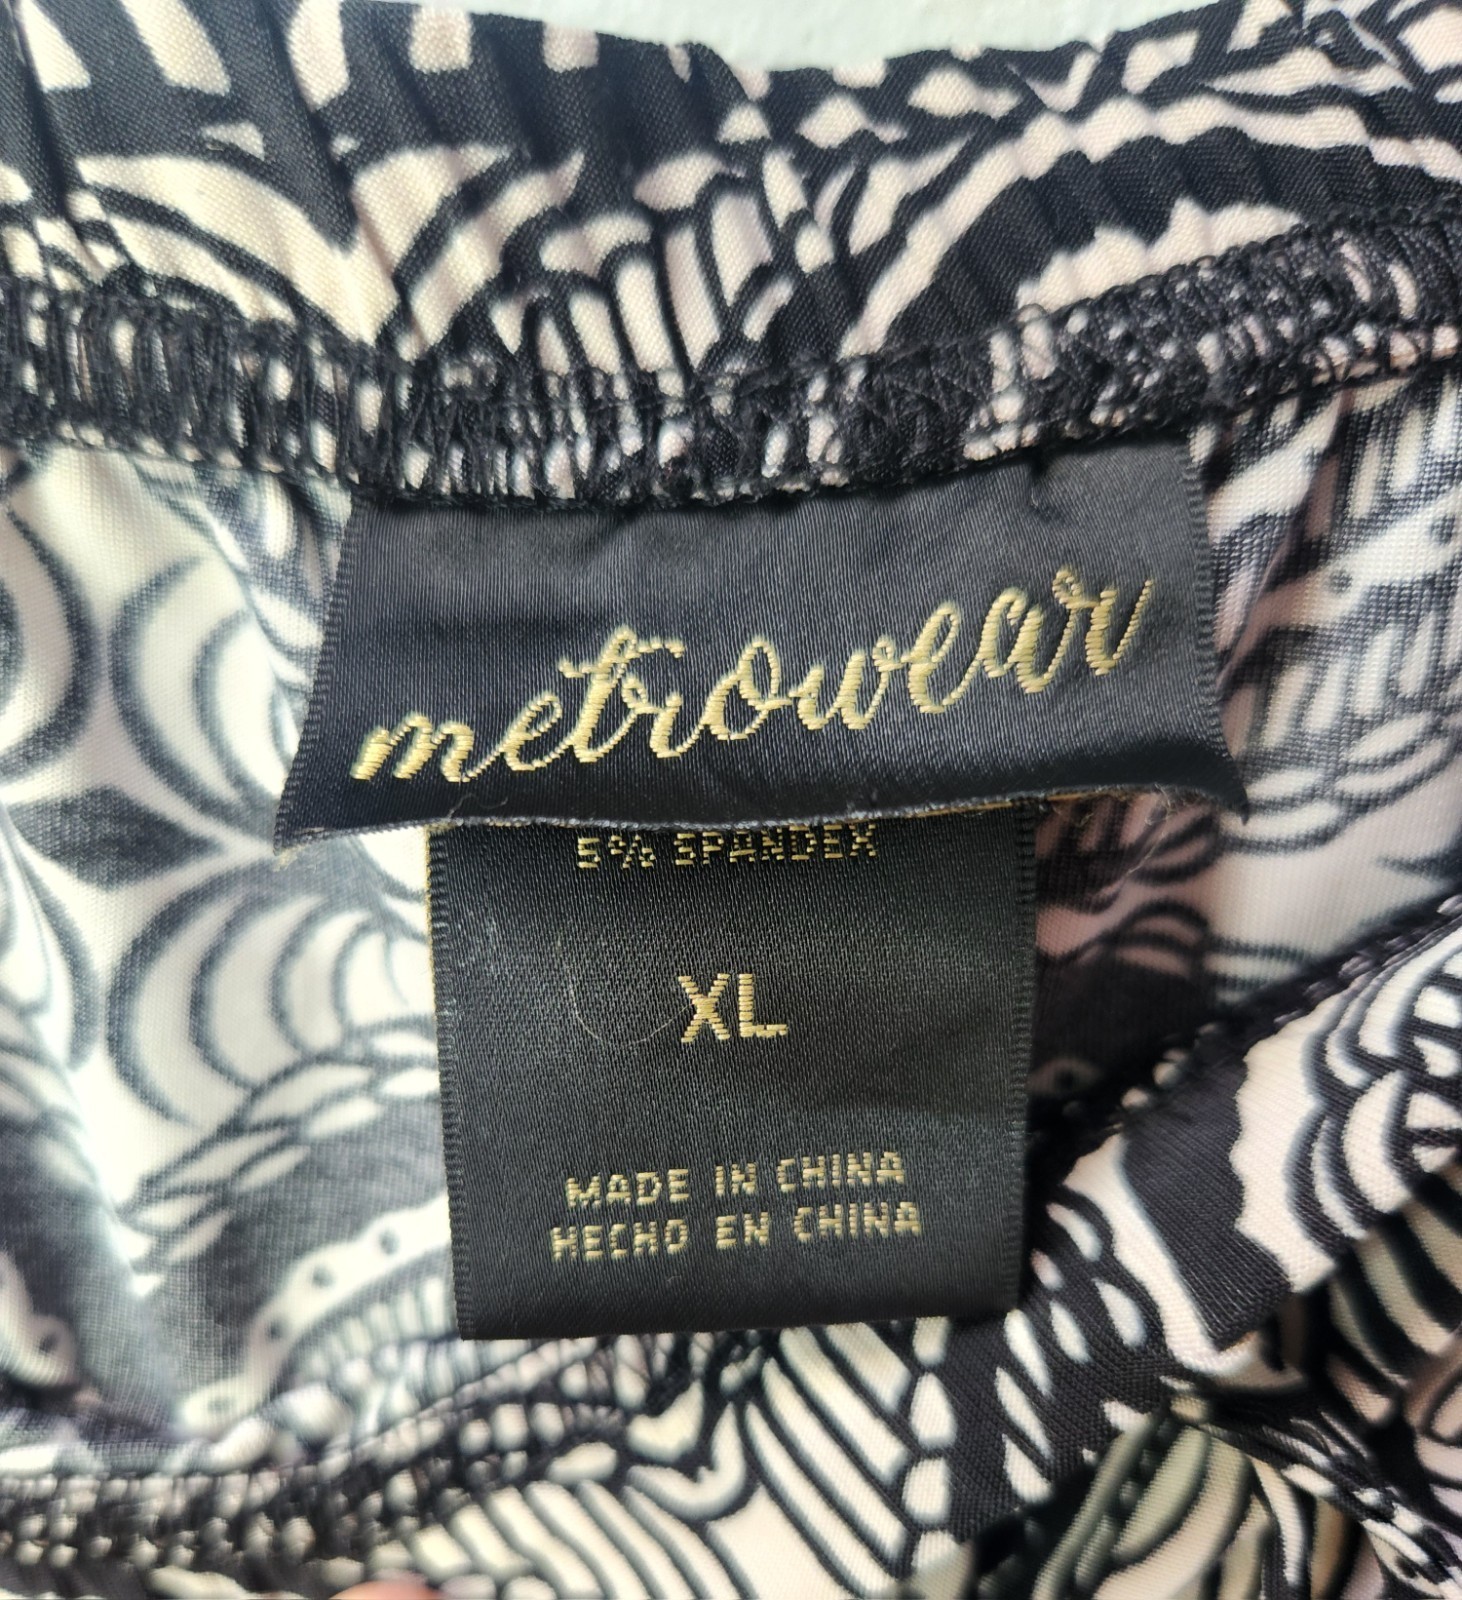 metrowear
5% SPANDEX
XL
MADE IN CHINA
HECHO EN CHINA